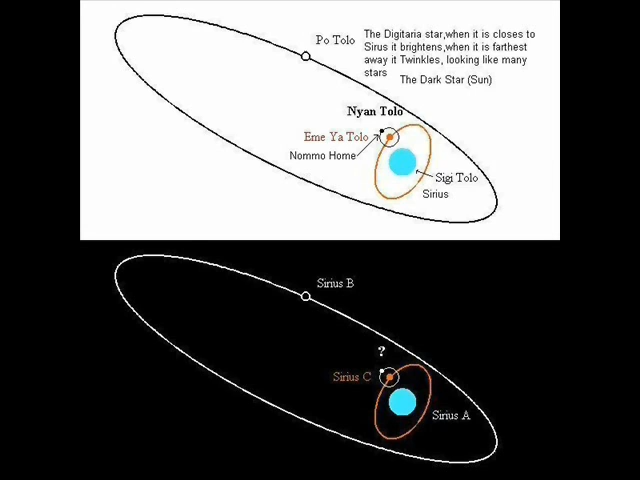 Po Tolo
The Digitaria star,when it is closes to
Sirus it brightens,when it is farthest
away it Twinkles, looking like many
stars
The Dark Star (Sun)
Nyan Tolo
Eme Ya Tolo
Nommo Home
Sigi Tolo
Sirius
Sirius B
?
Sirius C
Sirius A